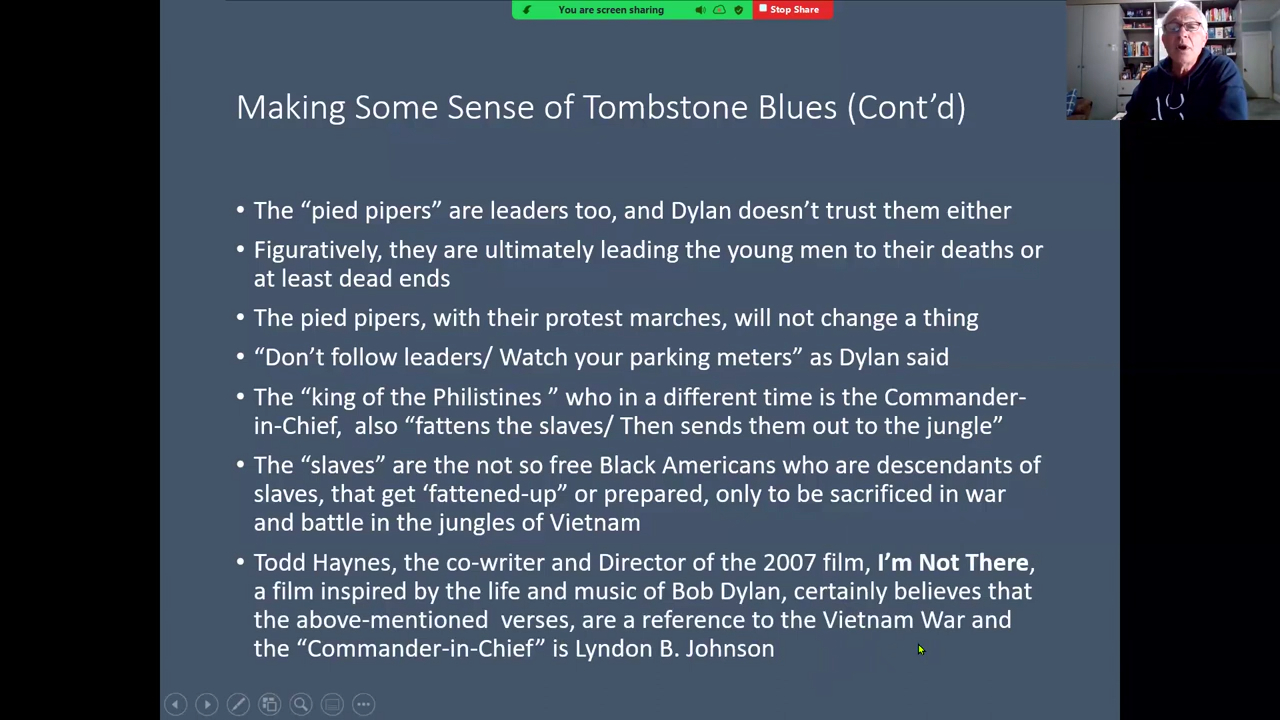 You are screen sharing
Stop Share
Making Some Sense of Tombstone Blues (Cont’d)
• The “pied pipers” are leaders too, and Dylan doesn’t trust them either
• Figuratively, they are ultimately leading the young men to their deaths or
at least dead ends
• The pied pipers, with their protest marches, will not change a thing
• “Don’t follow leaders/ Watch your parking meters” as Dylan said
• The “king of the Philistines ” who in a different time is the Commander-
in-Chief,  also “fattens the slaves/ Then sends them out to the jungle”
• The “slaves” are the not so free Black Americans who are descendants of
slaves, that get ‘fattened-up” or prepared, only to be sacrificed in war
and battle in the jungles of Vietnam
• Todd Haynes, the co-writer and Director of the 2007 film, I’m Not There,
a film inspired by the life and music of Bob Dylan, certainly believes that
the above-mentioned  verses, are a reference to the Vietnam War and
the “Commander-in-Chief” is Lyndon B. Johnson